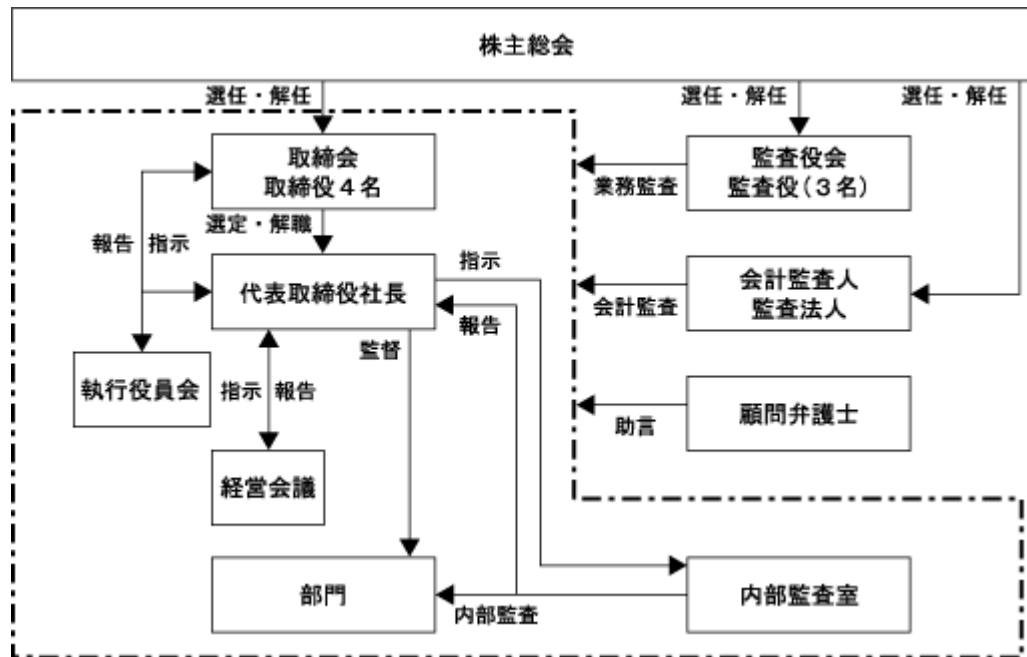 株主総会
選任・解任
選任・解任
選任・解任
取締会
取締役４名
監査役会
監査役（３名）
業務監査
選定・解職
報告
指示
代表取締役社長
指示
会計監査人
監査法人
会計監査
報告
監督
執行役員会
指示
報告
顧問弁護士
助言
経営会議
部門
内部監査
内部監査室